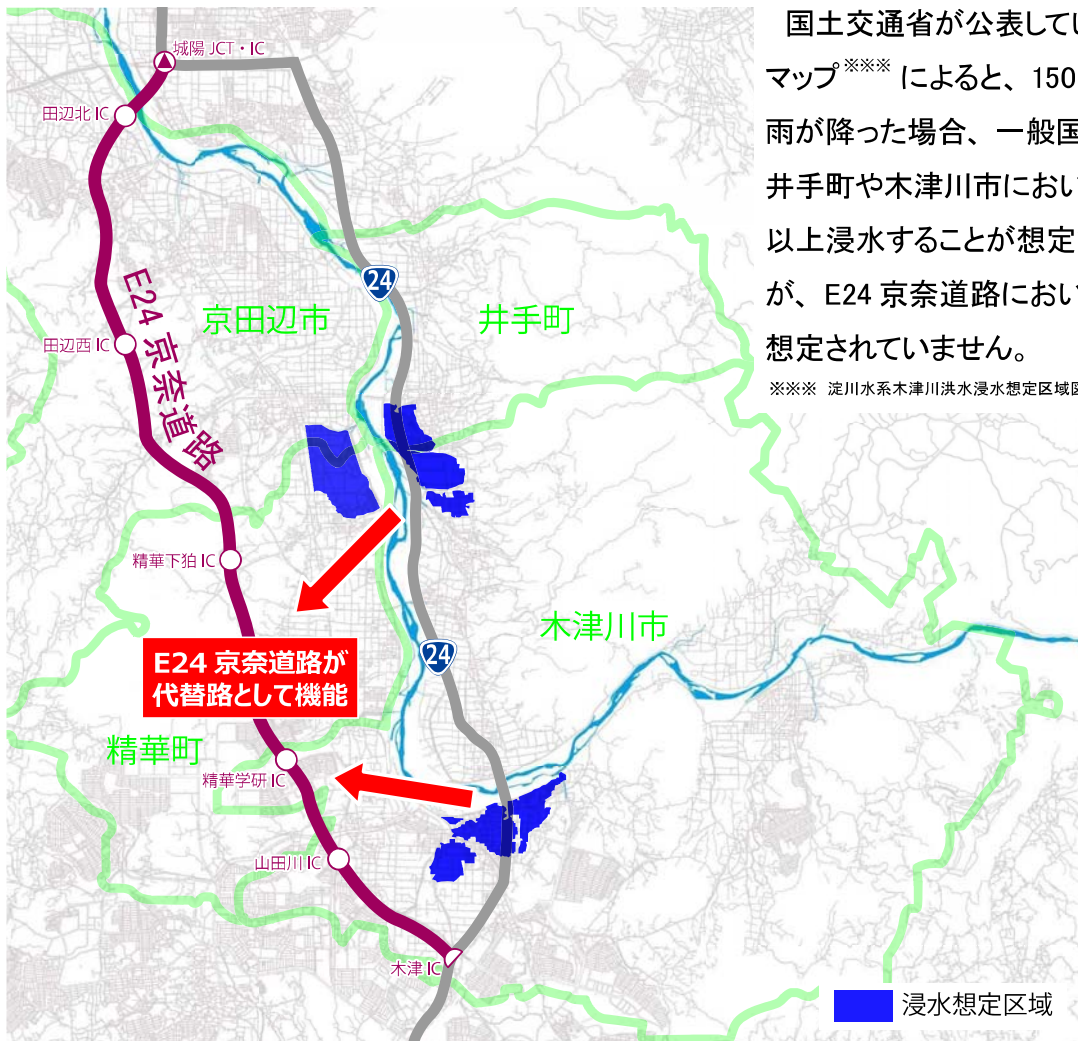 国土交通省が公表してい
マップ※※※ によると、150
雨が降った場合、一般国
井手町や木津川市におい
以上浸水することが想定
が、E24 京奈道路におい
想定されていません。
※※※ 淀川水系木津川洪水浸水想定区域図
城陽 JCT・IC
田辺北 IC
24
京田辺市
井手町
E24 京奈道路
田辺西 IC
精華下狛 IC
木津川市
24
E24 京奈道路が
代替路として機能
精華町
精華学研 IC
山田川 IC
木津 IC
浸水想定区域